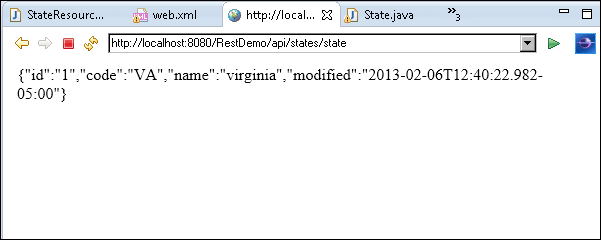 StateResourc... web.xml http://local... State.java »3
http://localhost:8080/RestDemo/api/states/state
{"id":"1","code":"VA","name":"virginia","modified":"2013-02-06T12:40:22.982-
05:00"}